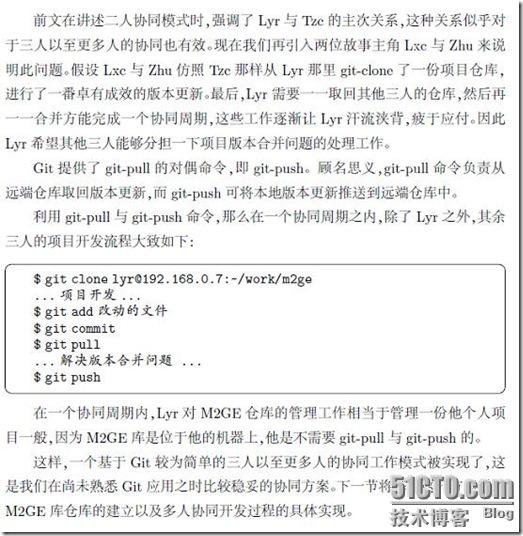 前文在讲述二人协同模式时,强调了 Lyr 与 Tzc 的主次关系,这种关系似乎对
于三人以至更多人的协同也有效。现在我们再引入两位故事主角 Lxc 与 Zhu 来说
明此问题。假设 Lxc 与 Zhu 仿照 Tzc 那样从 Lyr 那里 git-clone 了一份项目仓库,
进行了一番卓有成效的版本更新。最后,Lyr 需要一一取回其他三人的仓库,然后再
一一合并方能完成一个协同周期,这些工作逐渐让 Lyr 汗流浃背,疲于应付。因此
Lyr 希望其他三人能够分担一下项目版本合并问题的处理工作。
Git 提供了 git-pull 的对偶命令,即 git-push。顾名思义,git-pull 命令负责从
远端仓库取回版本更新,而 git-push 可将本地版本更新推送到远端仓库中。
利用 git-pull 与 git-push 命令,那么在一个协同周期之内,除了 Lyr 之外,其余
三人的项目开发流程大致如下:
$ git clone lyr@192.168.0.7:~/work/m2ge
... 项目开发 ...
$ git add 改动的文件
$ git commit
$ git pull
... 解决版本合并问题 ...
$ git push
在一个协同周期内,Lyr 对 M2GE 仓库的管理工作相当于管理一份他个人项
目一般,因为 M2GE 库是位于他的机器上,他是不需要 git-pull 与 git-push 的。
这样,一个基于 Git 较为简单的三人以至更多人的协同工作模式被实现了,这
是我们在尚未熟悉 Git 应用之时比较稳妥的协同方案。下一节将
M2GE 库仓库的建立以及多人协同开发过程的具体实现。
51CTO.com
技术博客 Blog